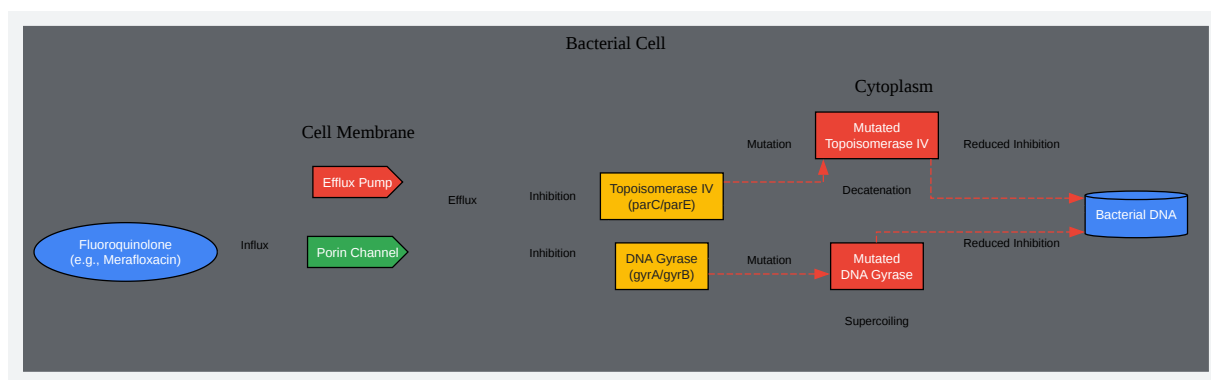 Bacterial Cell
Cytoplasm
Cell Membrane
Mutated
Topoisomerase IV
Mutation
Reduced Inhibition
Efflux Pump
Efflux
Inhibition
Topoisomerase IV
(parC/parE)
Decatenation
Bacterial DNA
Fluoroquinolone
(e.g., Merafloxacin)
Influx
Porin Channel
Inhibition
DNA Gyrase
(gyrA/gyrB)
Mutation
Mutated
DNA Gyrase
Reduced Inhibition
Supercoiling